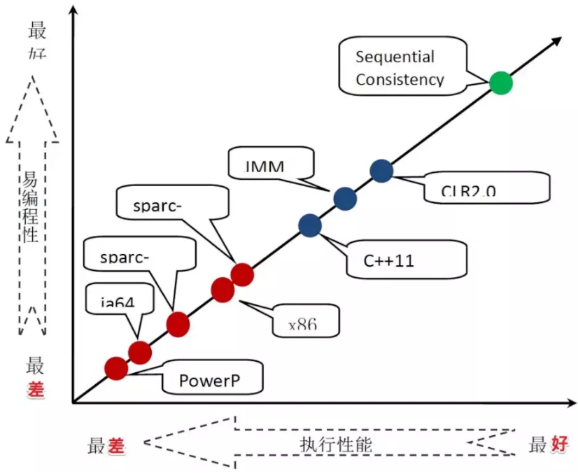 最
好
Sequential
Consistency
易编程性
JMM
CLR2.0
sparc-
C++11
sparc-
ia64
x86
最
差
PowerP
最差
执行性能
最好